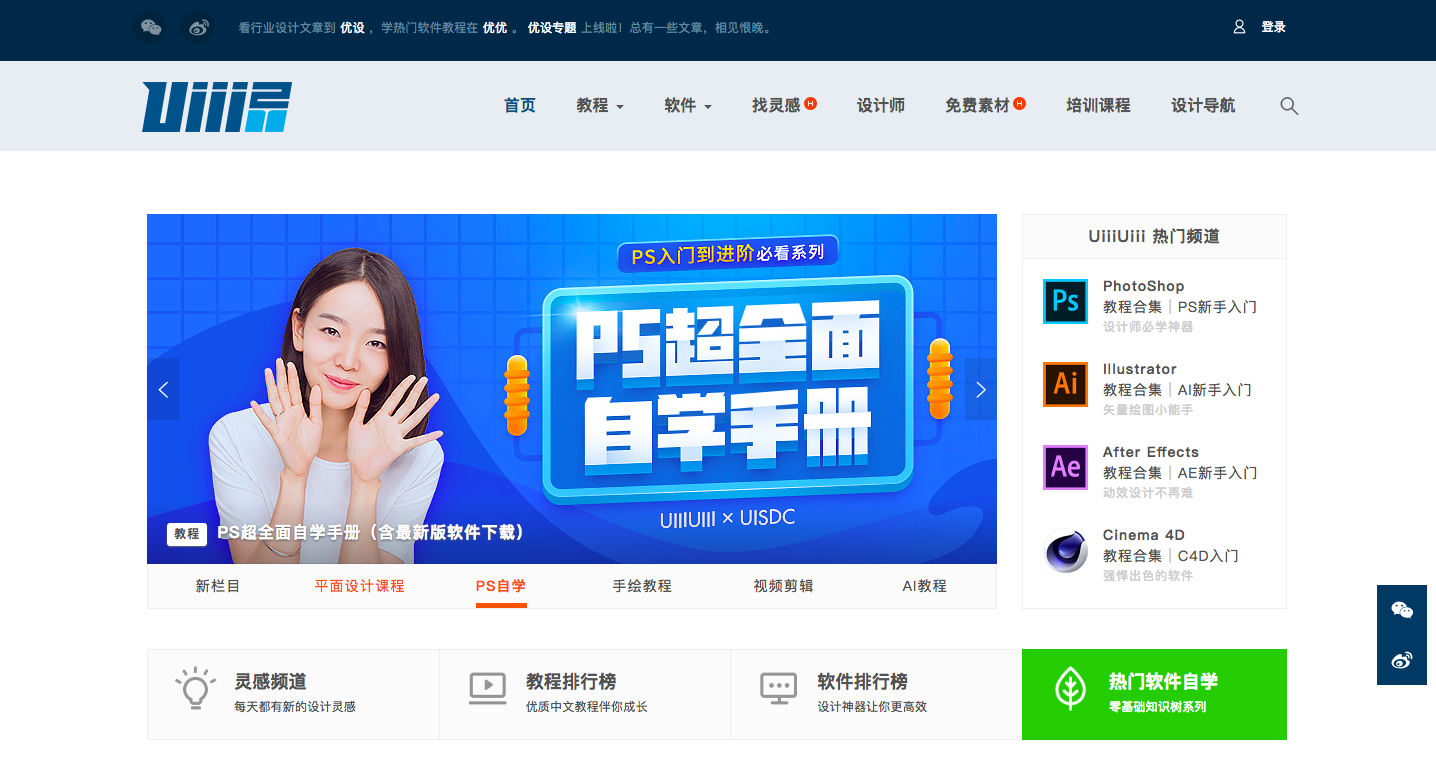 看行业设计文章到 优设 ，学热门软件教程在 优优 。 优设专题 上线啦！总有一些文章，相见恨晚。
登录
Uiii
首页 教程 软件 找灵感 H 设计师 免费素材 H 培训课程 设计导航
PS入门到进阶必看系列
PS超全面
自学手册
UIIIUIII × UISDC
教程 PS超全面自学手册（含最新版软件下载）
新栏目 平面设计课程 PS自学 手绘教程 视频剪辑 AI教程
UiiiUiii 热门频道
Ps
PhotoShop
教程合集｜PS新手入门
设计师必学神器
Ai
Illustrator
教程合集｜AI新手入门
矢量绘图小能手
Ae
After Effects
教程合集｜AE新手入门
动效设计不再难
Cinema 4D
教程合集｜C4D入门
强悍出色的软件
灵感频道
每天都有新的设计灵感
教程排行榜
优质中文教程伴你成长
软件排行榜
设计神器让你更高效
热门软件自学
零基础知识树系列